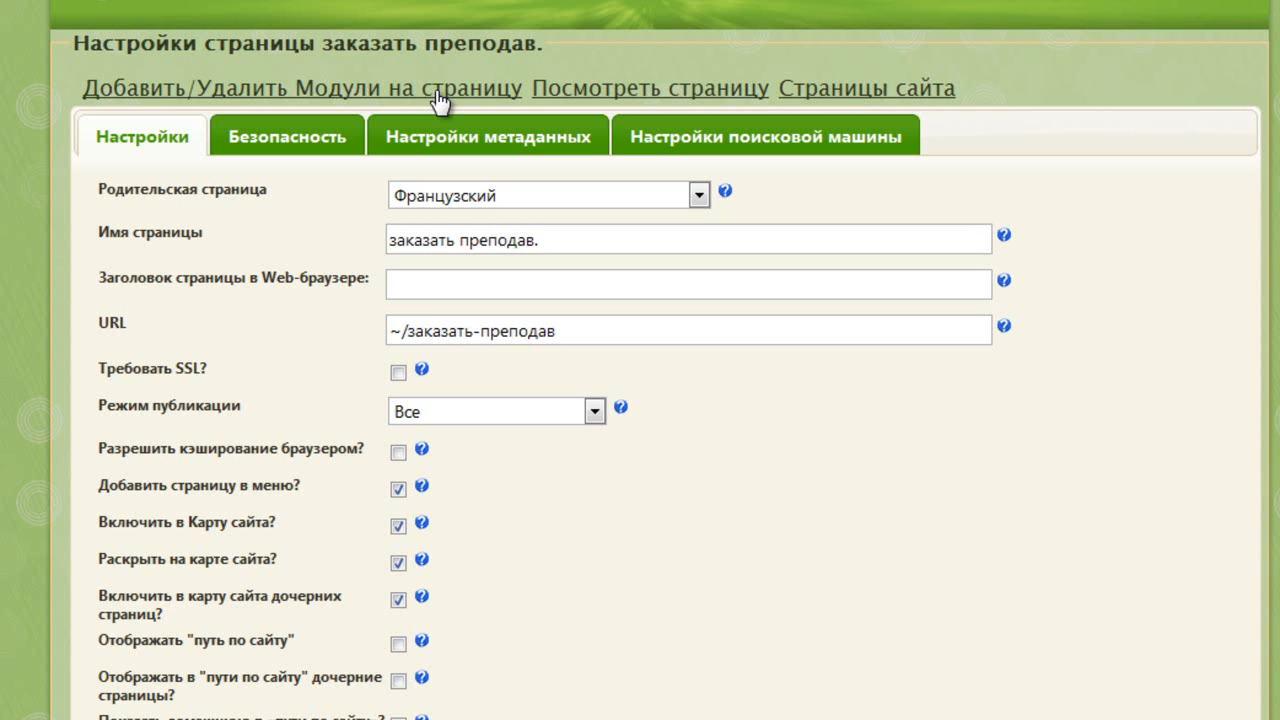 Настройки страницы заказать преподав.
Добавить/Удалить Модули на страницу Посмотреть страницу Страницы сайта
Настройки Безопасность Настройки метаданных Настройки поисковой машины
Родительская страница Французский
Имя страницы заказать преподав.
Заголовок страницы в Web-браузере:
URL ~/заказать-преподав
Требовать SSL?
Режим публикации Все
Разрешить кэширование браузером?
Добавить страницу в меню?
Включить в Карту сайта?
Раскрыть на карте сайта?
Включить в карту сайта дочерних
страниц?
Отображать "путь по сайту"
Отображать в "пути по сайту" дочерние
страницы?